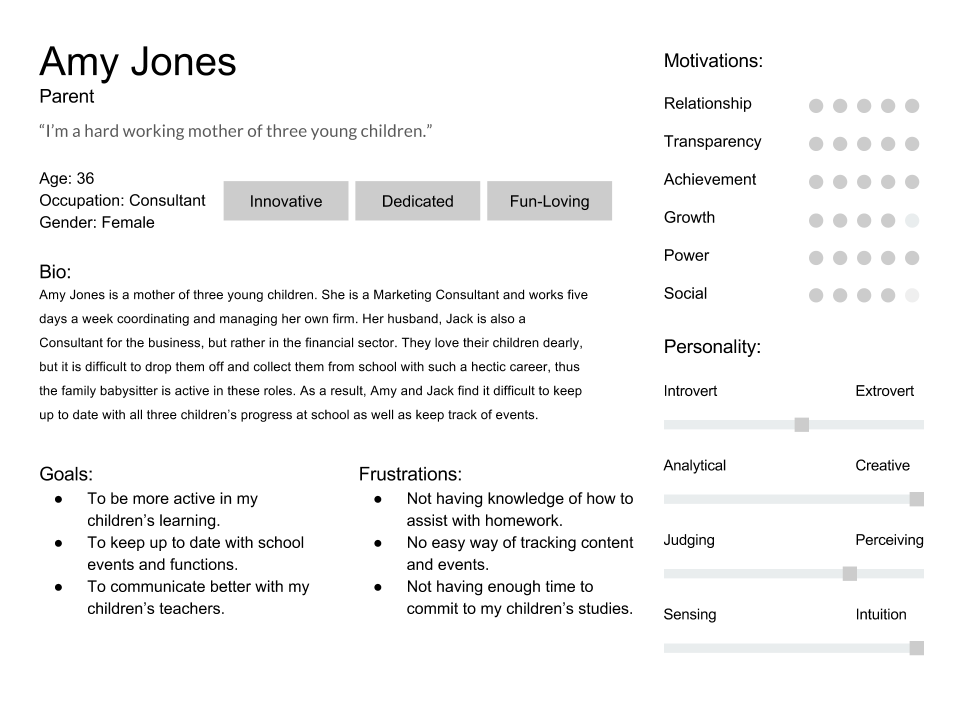 Amy Jones
Parent
“I’m a hard working mother of three young children.”
Age: 36
Occupation: Consultant
Gender: Female
Innovative
Dedicated
Fun-Loving
Bio:
Amy Jones is a mother of three young children. She is a Marketing Consultant and works five
days a week coordinating and managing her own firm. Her husband, Jack is also a
Consultant for the business, but rather in the financial sector. They love their children dearly,
but it is difficult to drop them off and collect them from school with such a hectic career, thus
the family babysitter is active in these roles. As a result, Amy and Jack find it difficult to keep
up to date with all three children’s progress at school as well as keep track of events.
Goals:
● To be more active in my
children’s learning.
● To keep up to date with school
events and functions.
● To communicate better with my
children’s teachers.
Frustrations:
● Not having knowledge of how to
assist with homework.
● No easy way of tracking content
and events.
● Not having enough time to
commit to my children’s studies.
Motivations:
Relationship
Transparency
Achievement
Growth
Power
Social
Personality:
Introvert Extrovert
Analytical Creative
Judging Perceiving
Sensing Intuition